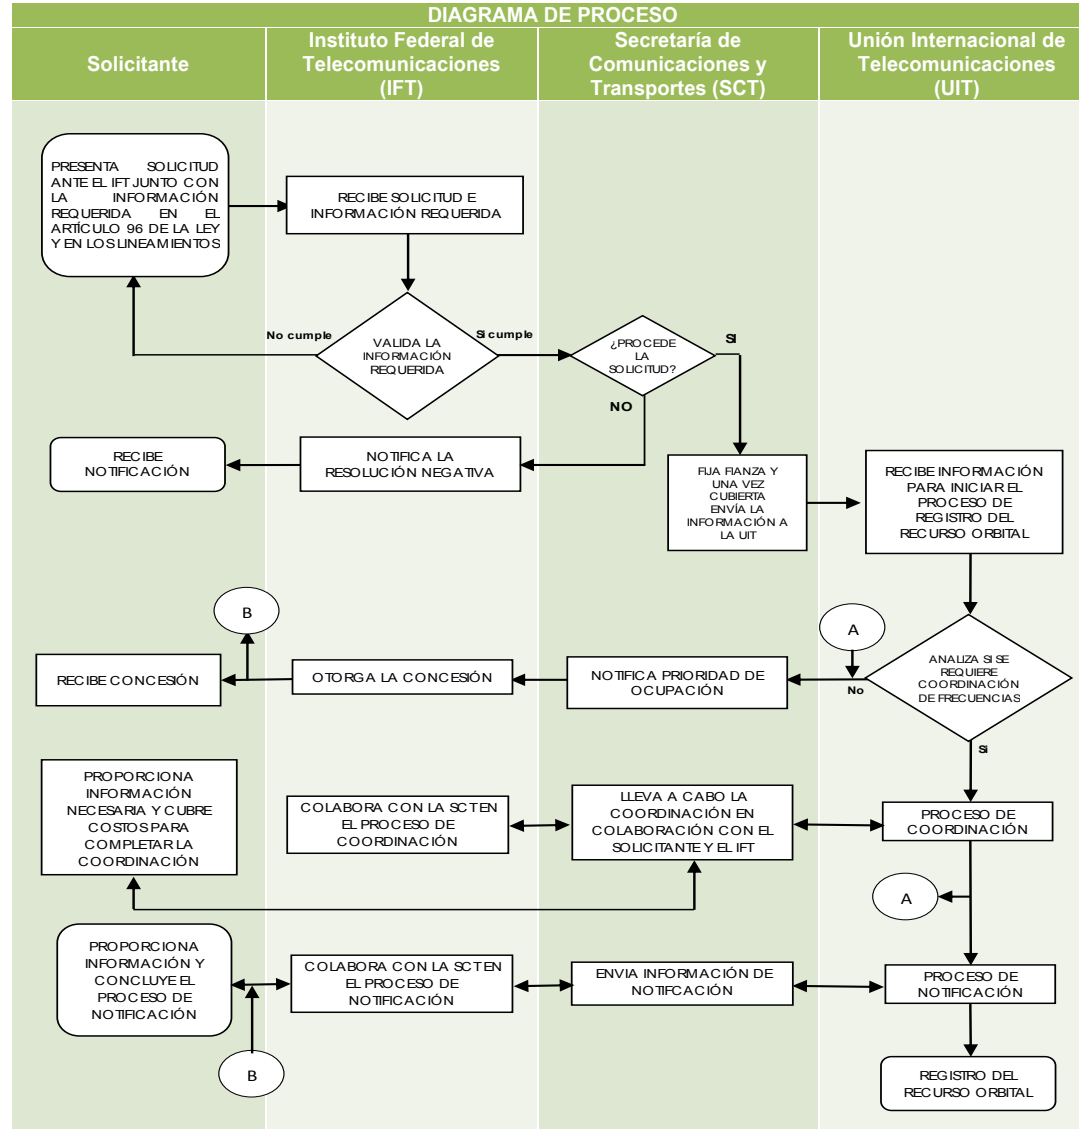 DIAGRAMA DE PROCESO
Solicitante
Instituto Federal de
Telecomunicaciones
(IFT)
Secretaría de
Comunicaciones y
Transportes (SCT)
Unión Internacional de
Telecomunicaciones
(UIT)
PRESENTA SOLICITUD
ANTE EL IFT JUNTO CON
LA INFORMACIÓN
REQUERIDA EN EL
ARTÍCULO 96 DE LA LEY
Y EN LOS LINEAMIENTOS
RECIBE SOLICITUD E
INFORMACIÓN REQUERIDA
No cumple
VALIDA LA
INFORMACIÓN
REQUERIDA
Si cumple
¿PROCEDE
LA
SOLICITUD?
SI
NO
RECIBE
NOTIFICACIÓN
NOTIFICA LA
RESOLUCIÓN NEGATIVA
FIJA FIANZA Y
UNA VEZ
CUBIERTA
ENVÍA LA
INFORMACIÓN A
LA UIT
RECIBE INFORMACIÓN
PARA INICIAR EL
PROCESO DE
REGISTRO DEL
RECURSO ORBITAL
B
A
RECIBE CONCESIÓN
OTORGA LA CONCESIÓN
NOTIFICA PRIORIDAD DE
OCUPACIÓN
No
ANALIZA SI SE
REQUIERE
COORDINACIÓN
DE FRECUENCIAS
Si
PROPORCIONA
INFORMACIÓN
NECESARIA Y CUBRE
COSTOS PARA
COMPLETAR LA
COORDINACIÓN
COLABORA CON LA SCT EN
EL PROCESO DE
COORDINACIÓN
LLEVA A CABO LA
COORDINACIÓN EN
COLABORACIÓN CON EL
SOLICITANTE Y EL IFT
PROCESO DE
COORDINACIÓN
A
PROPORCIONA
INFORMACIÓN Y
CONCLUYE EL
PROCESO DE
NOTIFICACIÓN
COLABORA CON LA SCT EN
EL PROCESO DE
NOTIFICACIÓN
ENVIA INFORMACIÓN DE
NOTIFCACIÓN
PROCESO DE
NOTIFICACIÓN
B
REGISTRO DEL
RECURSO ORBITAL